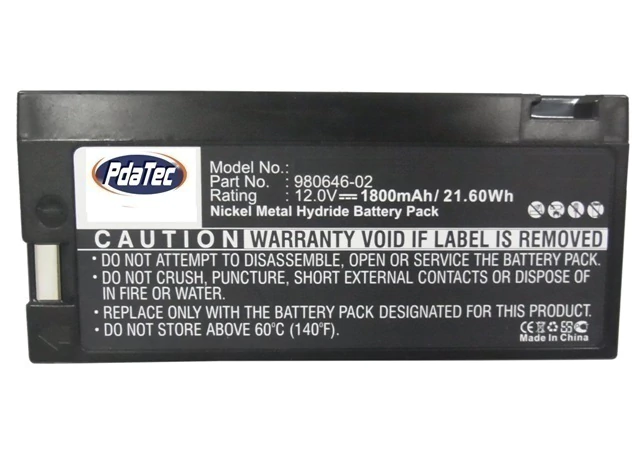 PdaTec
Model No.:
Part No. : 980646-02
Rating : 12.0V 1800mAh/ 21.60Wh
Nickel Metal Hydride Battery Pack
CAUTION WARRANTY VOID IF LABEL IS REMOVED
• DO NOT ATTEMPT TO DISASSEMBLE, OPEN OR SERVICE THE BATTERY PACK.
• DO NOT CRUSH, PUNCTURE, SHORT EXTERNAL CONTACTS OR DISPOSE OF
IN FIRE OR WATER.
• REPLACE ONLY WITH THE BATTERY PACK DESIGNATED FOR THIS PRODUCT.
• DO NOT STORE ABOVE 60°C (140°F).
CE
Made In China